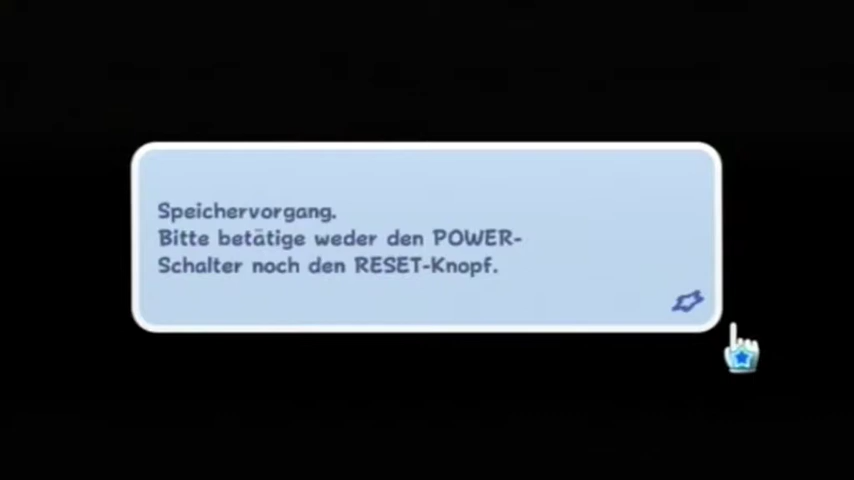 Speichervorgang.
Bitte betätige weder den POWER-
Schalter noch den RESET-Knopf.